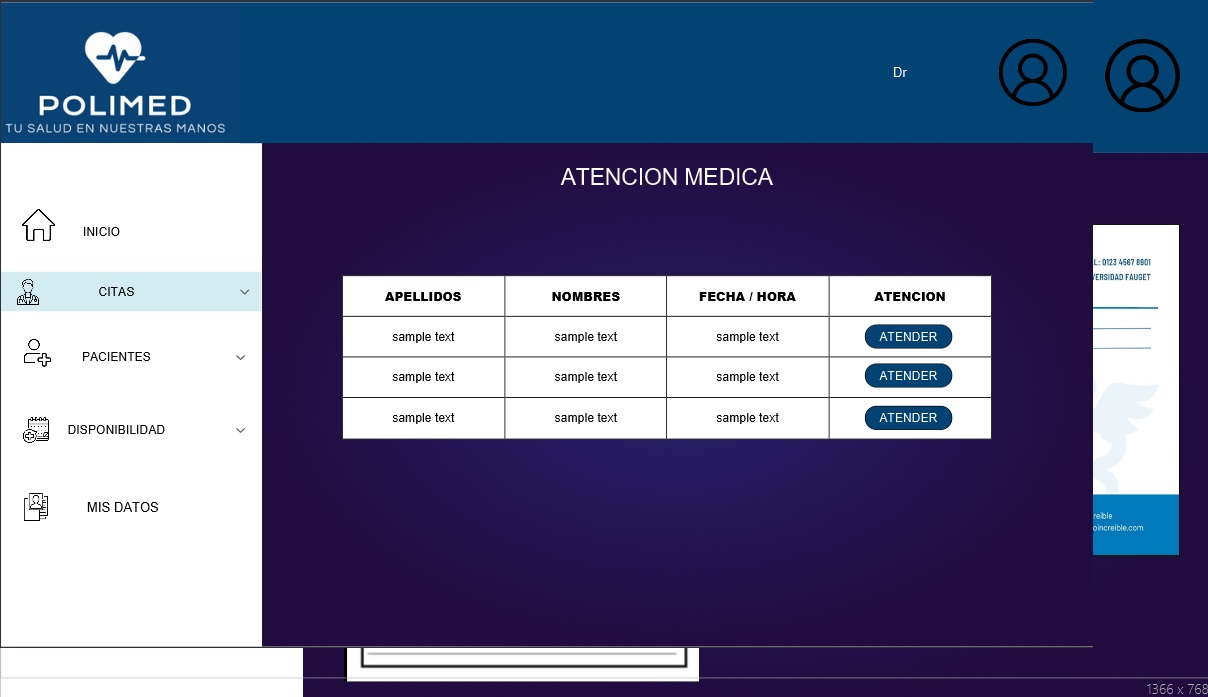 POLIMED
TU SALUD EN NUESTRAS MANOS
Dr
INICIO
CITAS
PACIENTES
DISPONIBILIDAD
MIS DATOS
ATENCION MEDICA
APELLIDOS NOMBRES FECHA / HORA ATENCION
sample text sample text sample text ATENDER
sample text sample text sample text ATENDER
sample text sample text sample text ATENDER
L: 0123 4567 8901
VERSIDAD FAUGET
reíble
oincreible.com
1366 x 768